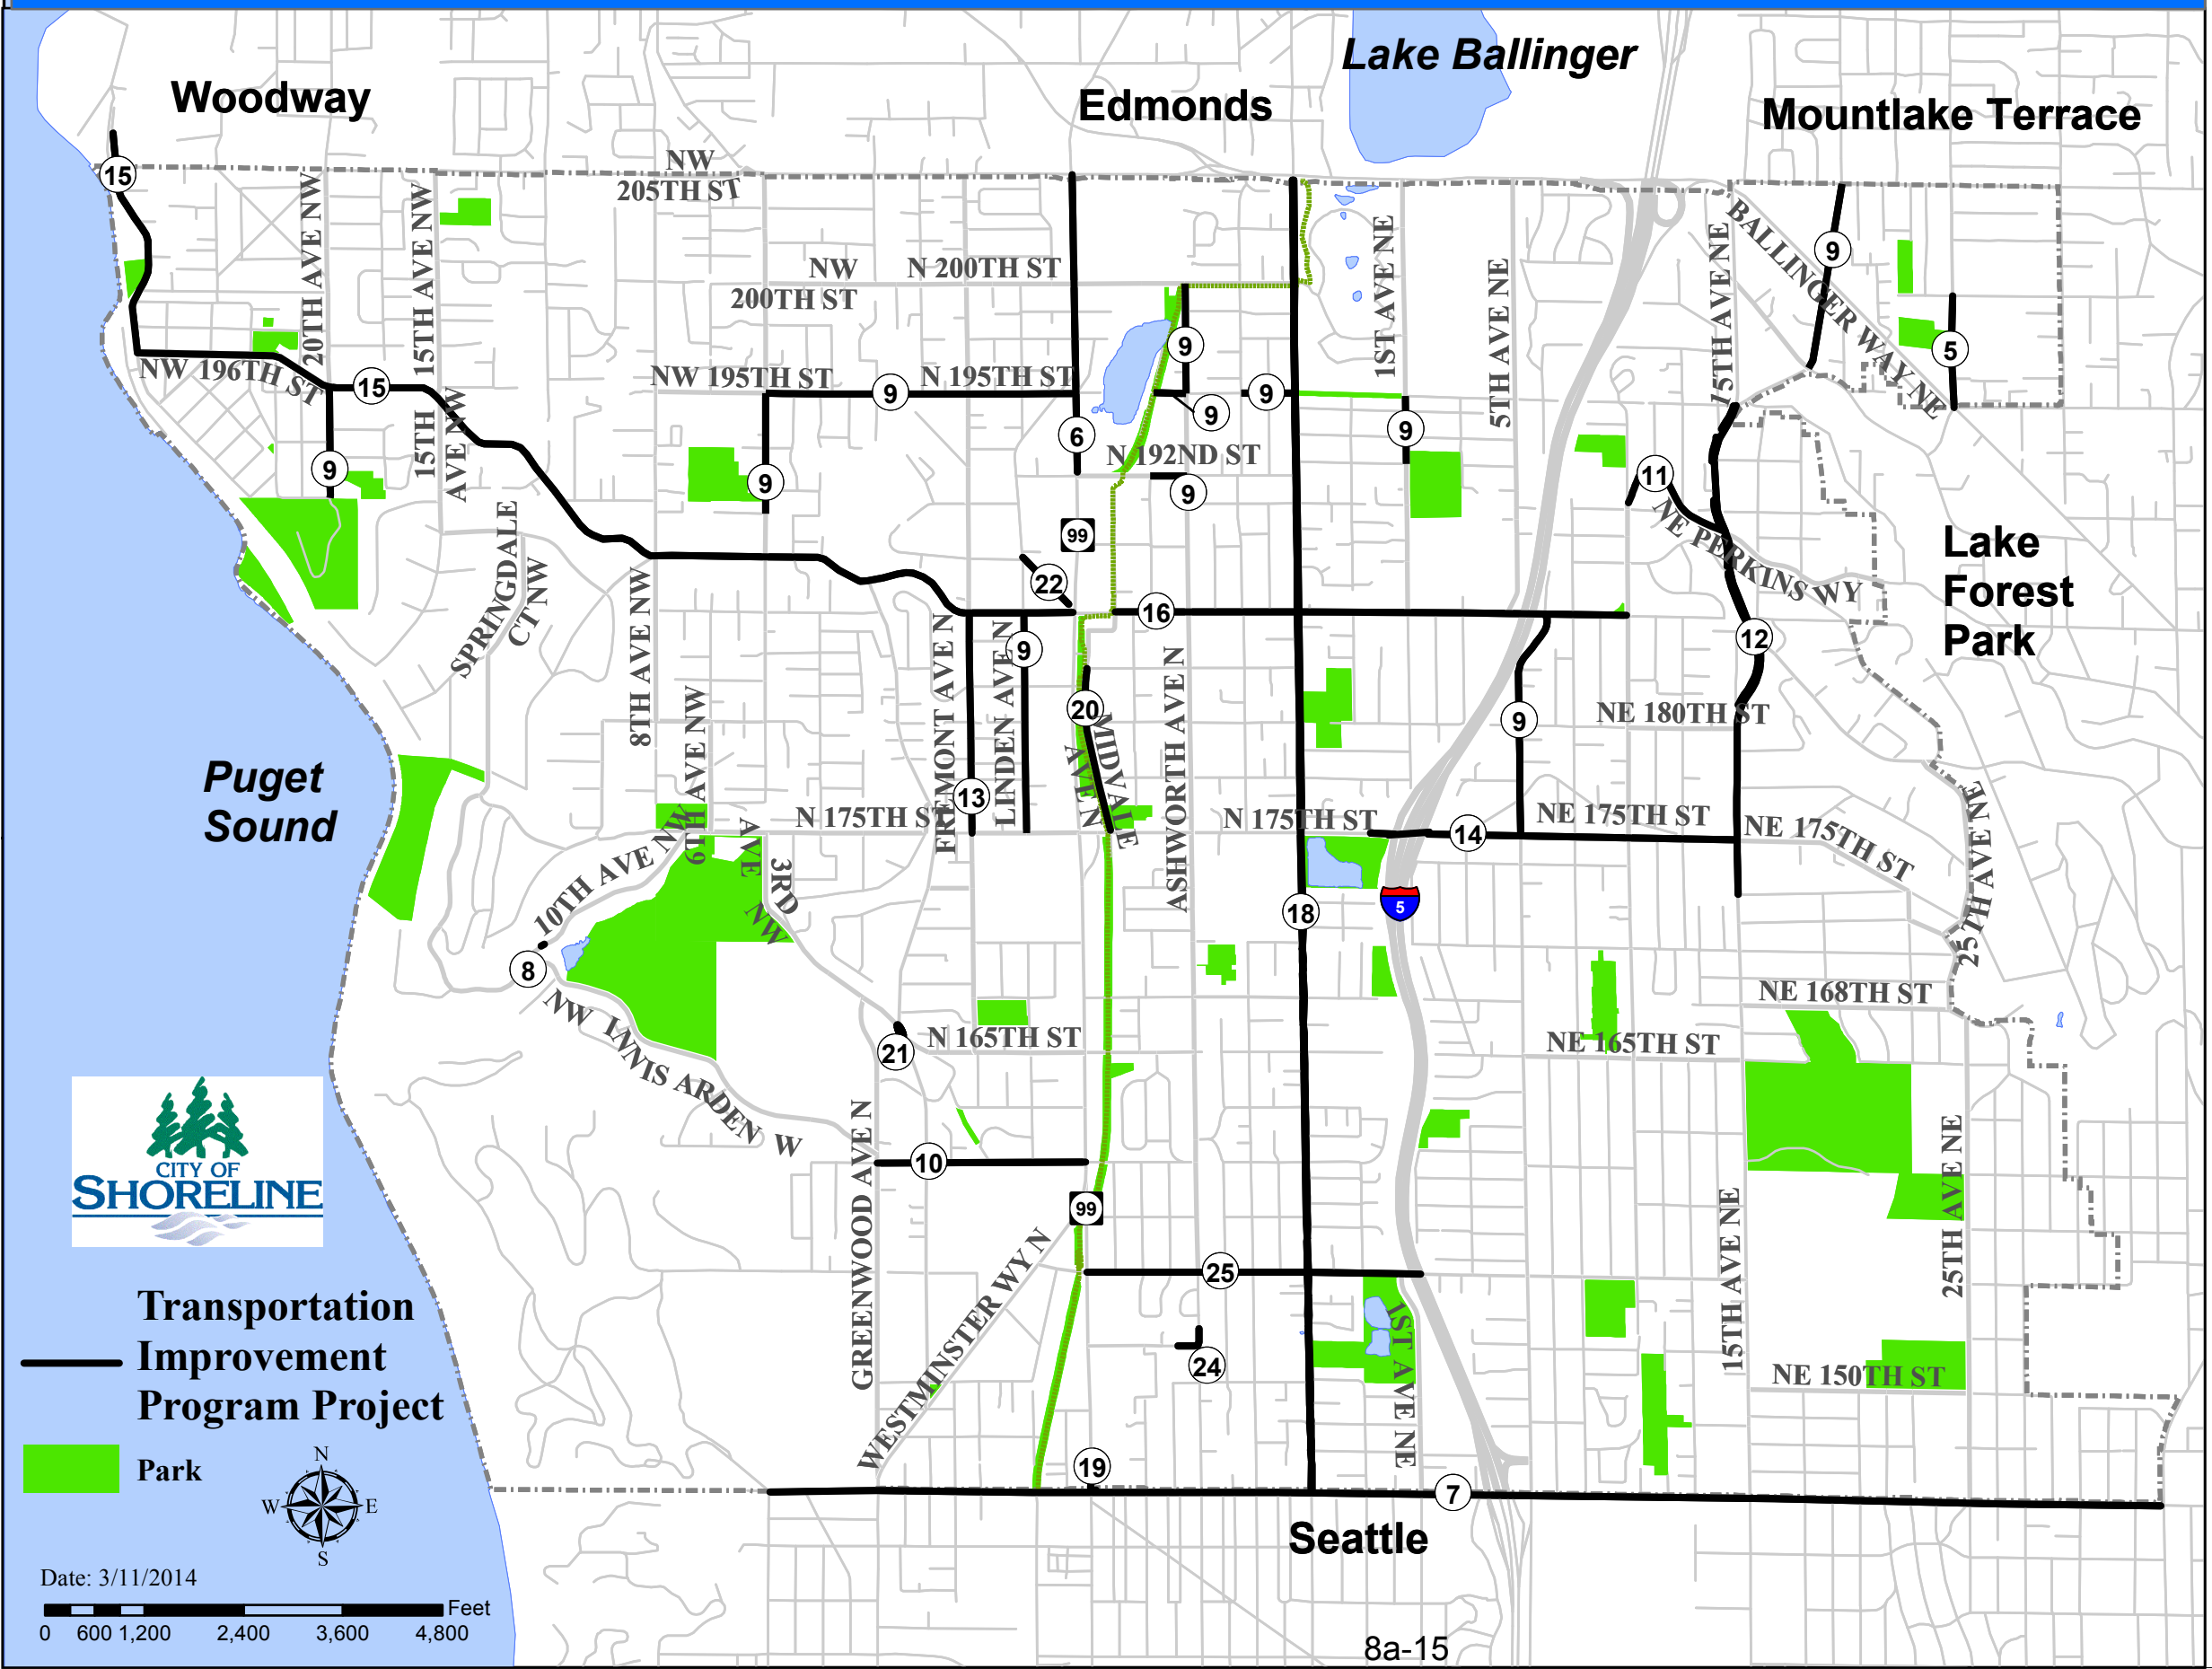 Lake Ballinger
Woodway
Edmonds
Mountlake Terrace
NW
205TH ST
15
20TH AVE NW
15TH AVE NW
NW
200TH ST
N 200TH ST
1ST AVE NE
5TH AVE NE
15TH AVE NE
BALLINGER WAY NE
9
5
NW 196TH ST
15
15TH
AVE NW
NW 195TH ST
N 195TH ST
9
9
9
9
9
9
9
6
N 192ND ST
9
9
11
NE PERKINS WY
Lake
Forest
Park
99
22
16
12
SPRINGDALE
CT NW
8TH AVE NW
6TH AVE NW
FREMONT AVE N
LINDEN AVE N
9
20
MIDVALE
AVE N
ASHWORTH AVE N
9
NE 180TH ST
Puget
Sound
13
N 175TH ST
N 175TH ST
14
NE 175TH ST
NE 175TH ST
25TH AVE NE
10TH AVE NW
3RD
AVE
NW
18
5
8
NW INNIS ARDEN W
21
N 165TH ST
NE 168TH ST
NE 165TH ST
GREENWOOD AVE N
10
99
WESTMINSTER WY N
25
24
1ST AVE NE
15TH AVE NE
25TH AVE NE
NE 150TH ST
CITY OF
SHORELINE
Transportation
Improvement
Program Project
Park
N
W
E
S
19
7
Seattle
Date: 3/11/2014
Feet
0 600 1,200 2,400 3,600 4,800
8a-15